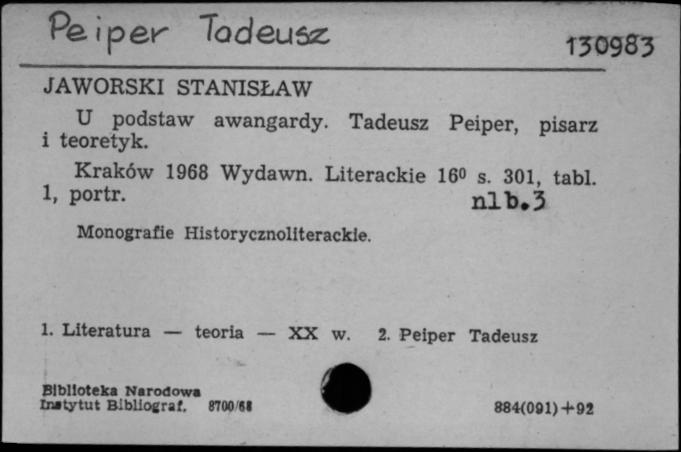 Peiper Tadeusz
130983
JAWORSKI STANISŁAW
U podstaw awangardy. Tadeusz Peiper, pisarz
i teoretyk.
Kraków 1968 Wydawn. Literackie 16⁰ s. 301, tabl.
1, portr.
nlb.3
Monografie Historycznoliterackie.
1. Literatura — teoria — XX w. 2. Peiper Tadeusz
Biblioteka Narodowa
Instytut Bibliograf. 8700/68
884(091)+92